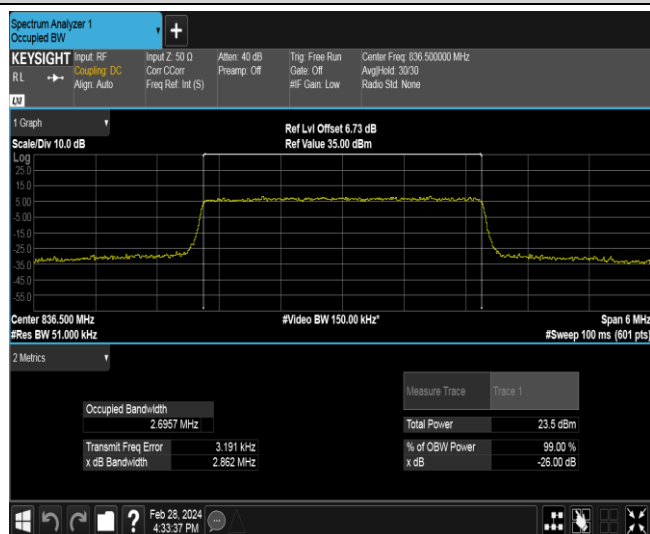 Spectrum Analyzer 1
Occupied BW
+
KEYSIGHT
RL
LXI
Input: RF
Coupling: DC
Align: Auto
Input Z: 50 Ω
Corr CCorr
Freq Ref: Int (S)
Atten: 40 dB
Preamp: Off
Trig: Free Run
Gate: Off
#IF Gain: Low
Center Freq: 836.500000 MHz
Avg|Hold: 30/30
Radio Std: None
1 Graph
Scale/Div 10.0 dB
Ref Lvl Offset 6.73 dB
Ref Value 35.00 dBm
Log
25.0
15.0
5.00
-5.00
-15.0
-25.0
-35.0
-45.0
-55.0
Center 836.500 MHz
#Res BW 51.000 kHz
#Video BW 150.00 kHz*
Span 6 MHz
#Sweep 100 ms (601 pts)
2 Metrics
Measure Trace Trace 1
Occupied Bandwidth
2.6957 MHz
Total Power 23.5 dBm
Transmit Freq Error 3.191 kHz
% of OBW Power 99.00 %
x dB Bandwidth 2.862 MHz
x dB -26.00 dB
?
Feb 28, 2024
4:33:37 PM